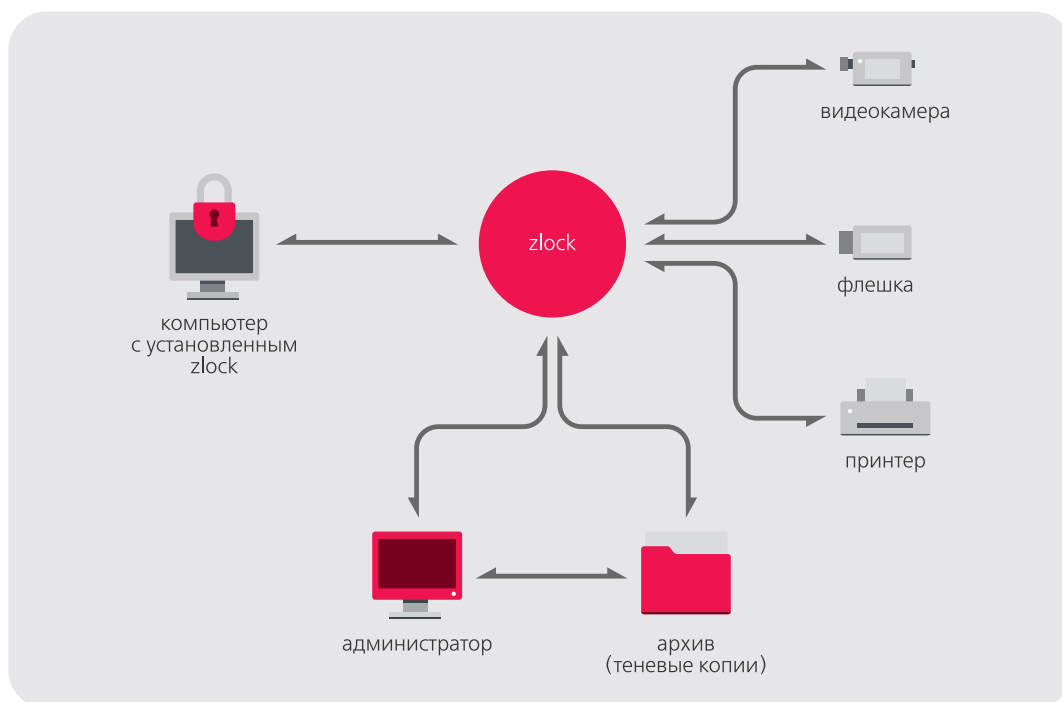 видеокамера
zlock
флешка
компьютер
с установленным
zlock
принтер
администратор
архив
(теневые копии)